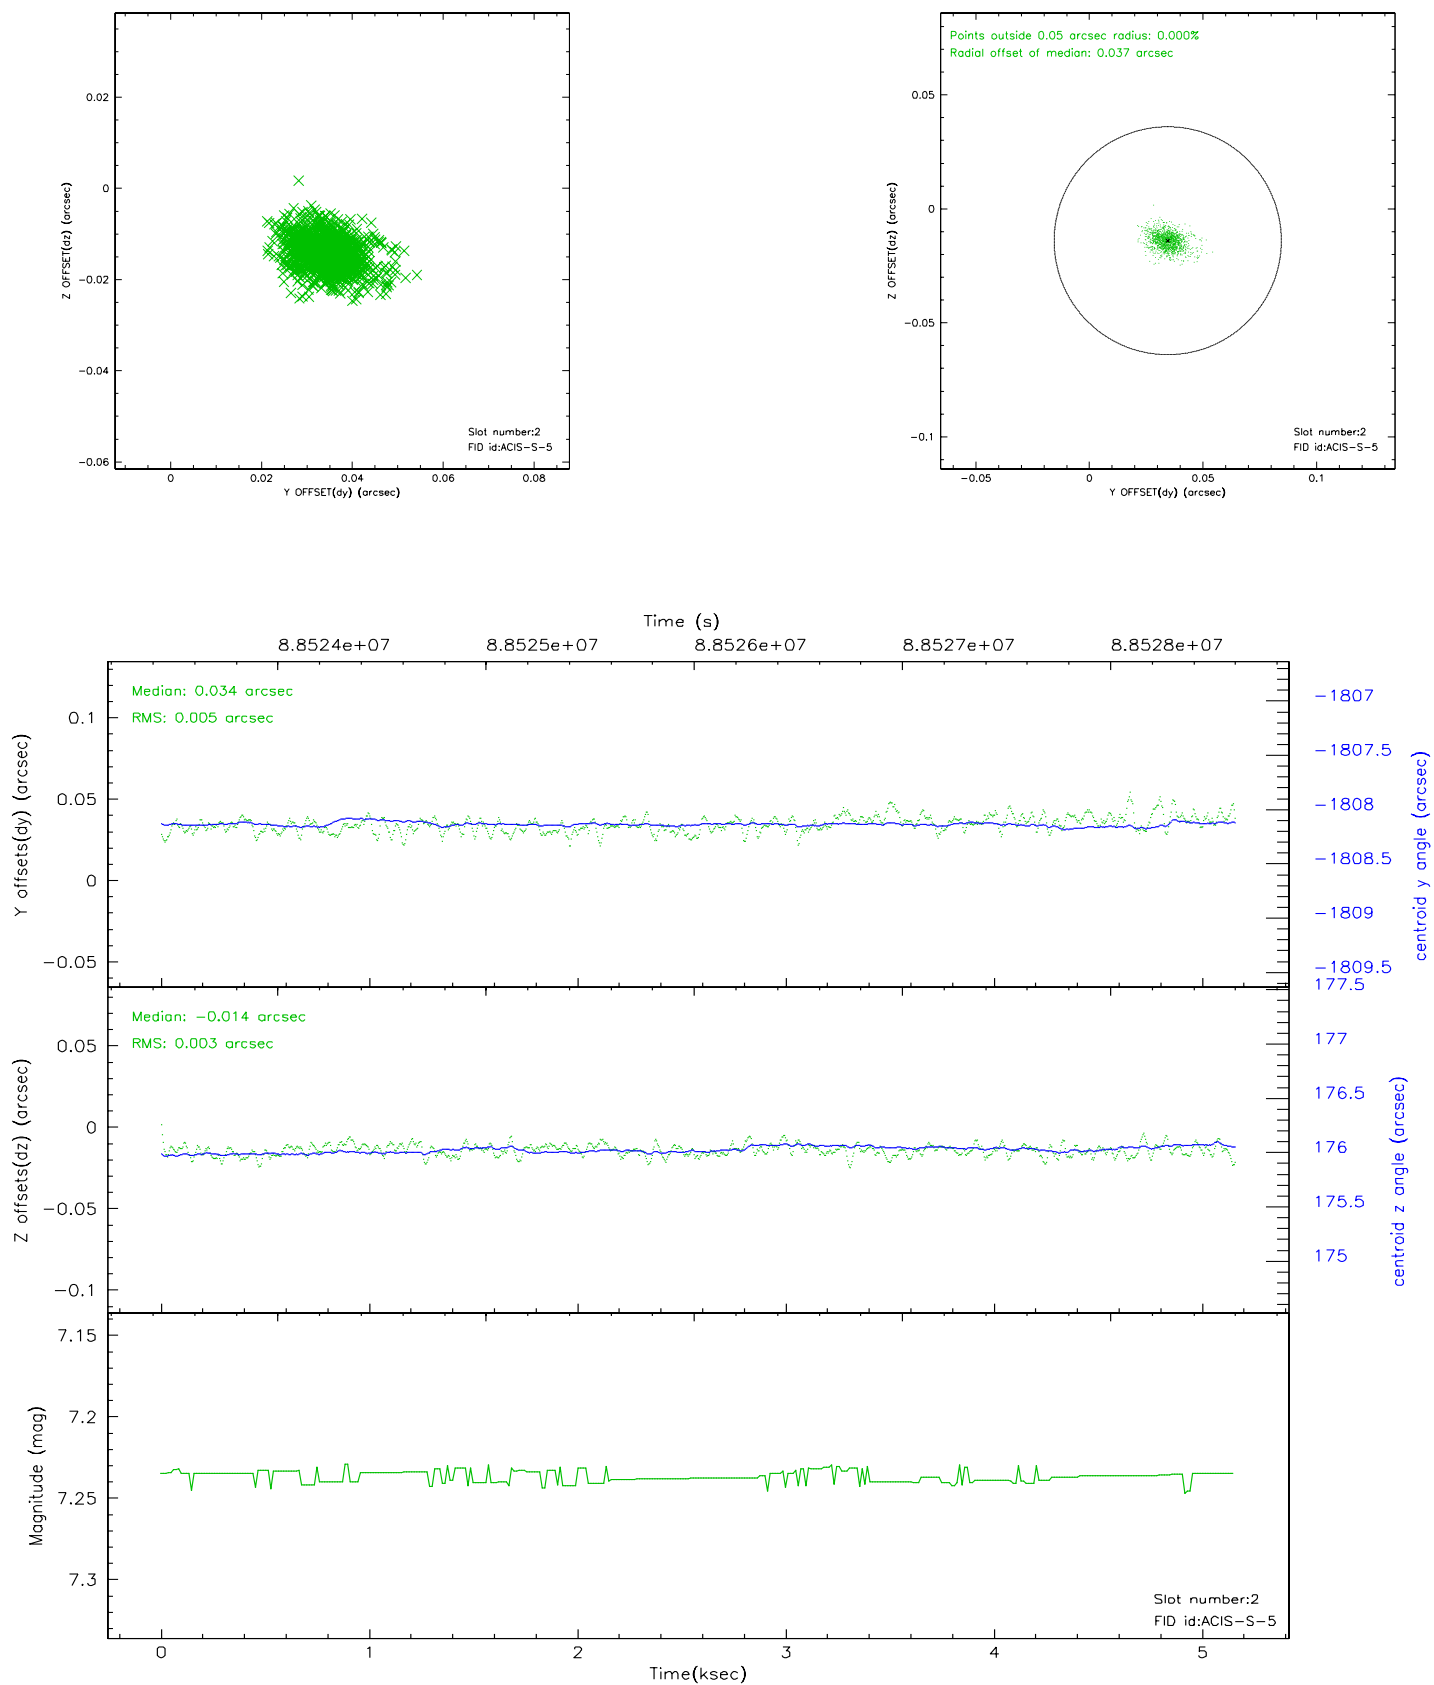 0.02
0
-0.02
-0.04
-0.06
Z OFFSET(dz) (arcsec)
Slot number:2
FID id:ACIS-S-5
0 0.02 0.04 0.06 0.08
Y OFFSET(dy) (arcsec)
Points outside 0.05 arcsec radius: 0.000%
Radial offset of median: 0.037 arcsec
0.05
0
-0.05
-0.1
Z OFFSET(dz) (arcsec)
Slot number:2
FID id:ACIS-S-5
-0.05 0 0.05 0.1
Y OFFSET(dy) (arcsec)
Time (s)
8.8524e+07 8.8525e+07 8.8526e+07 8.8527e+07 8.8528e+07
Median: 0.034 arcsec
RMS: 0.005 arcsec
0.1
0.05
0
-0.05
Y offsets(dy) (arcsec)
-1807
-1807.5
-1808
-1808.5
-1809
-1809.5
centroid y angle (arcsec)
Median: -0.014 arcsec
RMS: 0.003 arcsec
0.05
0
-0.05
-0.1
Z offsets(dz) (arcsec)
177.5
177
176.5
176
175.5
175
centroid z angle (arcsec)
7.15
7.2
7.25
7.3
Magnitude (mag)
Slot number:2
FID id:ACIS-S-5
0 1 2 3 4 5
Time(ksec)